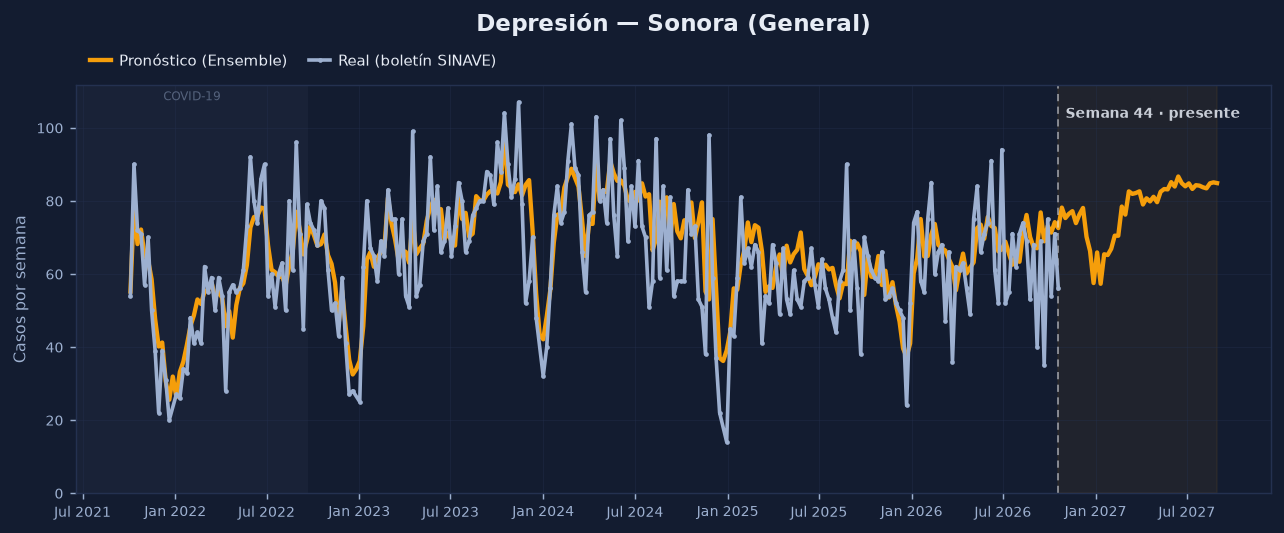 Depresión — Sonora (General)
Pronóstico (Ensemble) Real (boletín SINAVE)
COVID-19
Semana 44 · presente
Casos por semana
100
80
60
40
20
0
Jul 2021 Jan 2022 Jul 2022 Jan 2023 Jul 2023 Jan 2024 Jul 2024 Jan 2025 Jul 2025 Jan 2026 Jul 2026 Jan 2027 Jul 2027